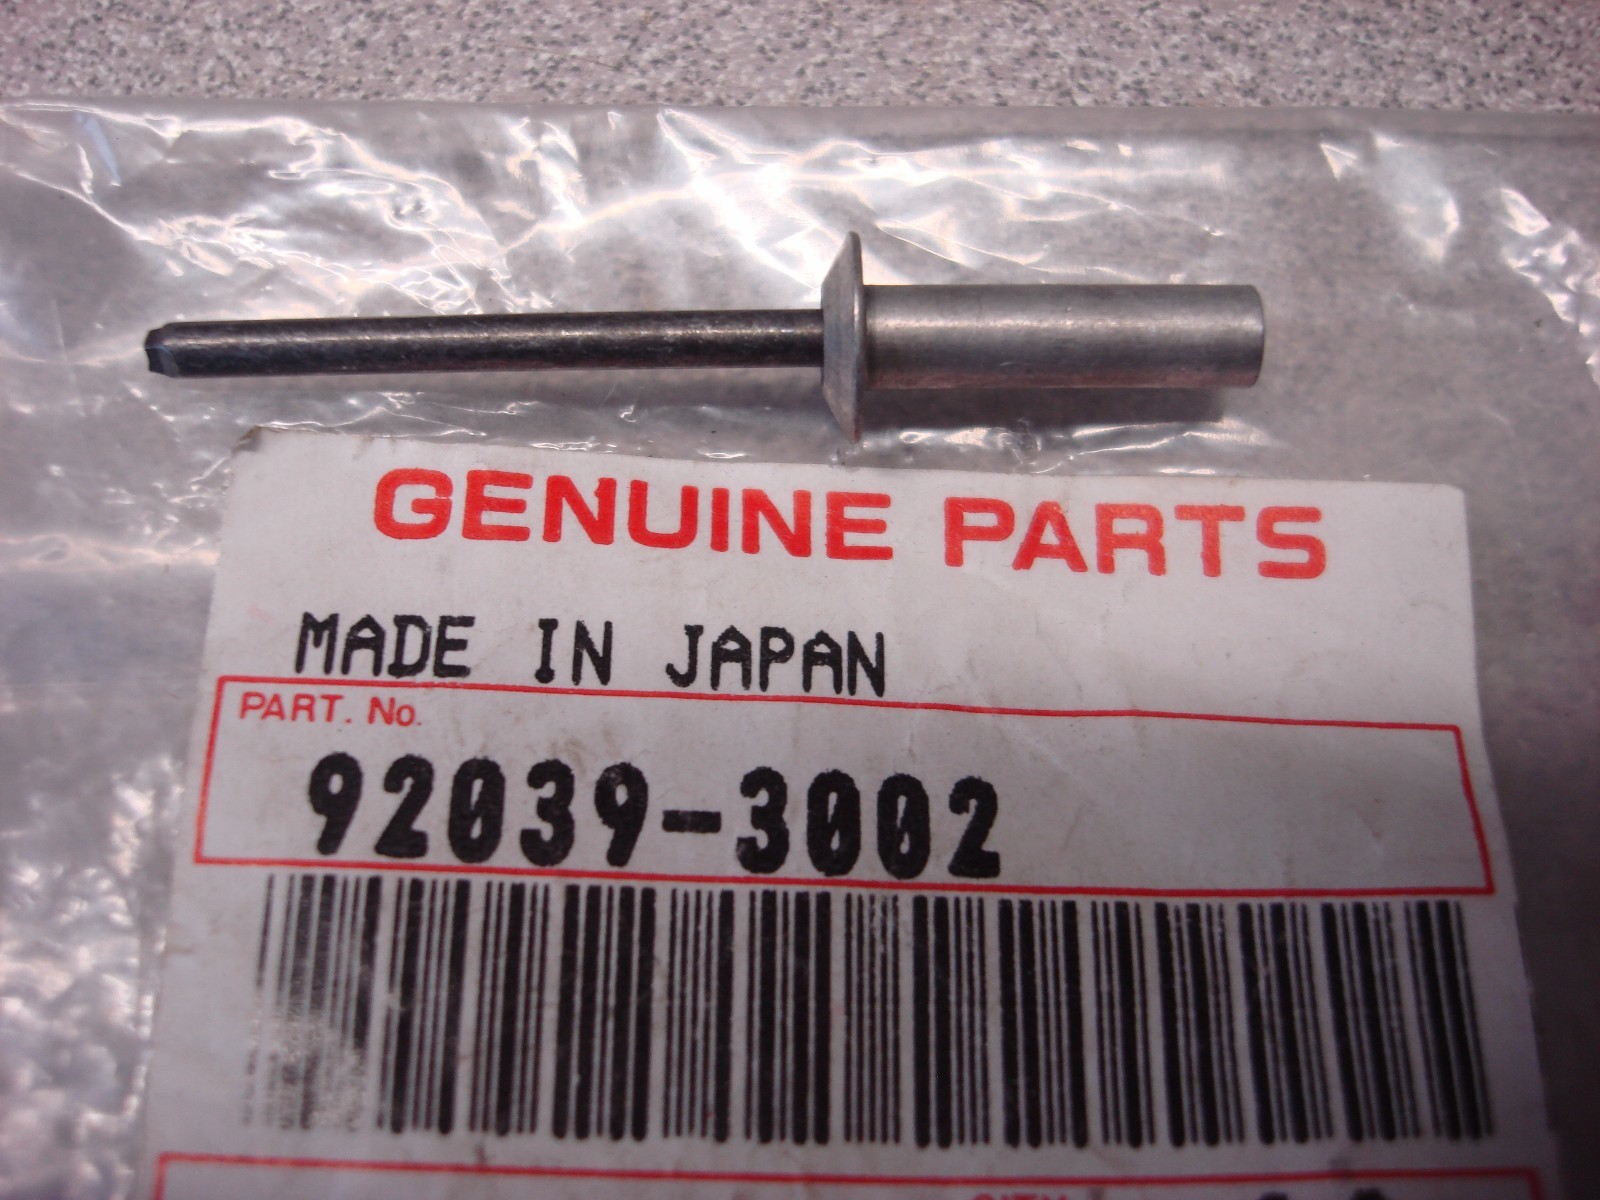 GENUINE PARTS
MADE IN JAPAN
PART. No.
92039-3002